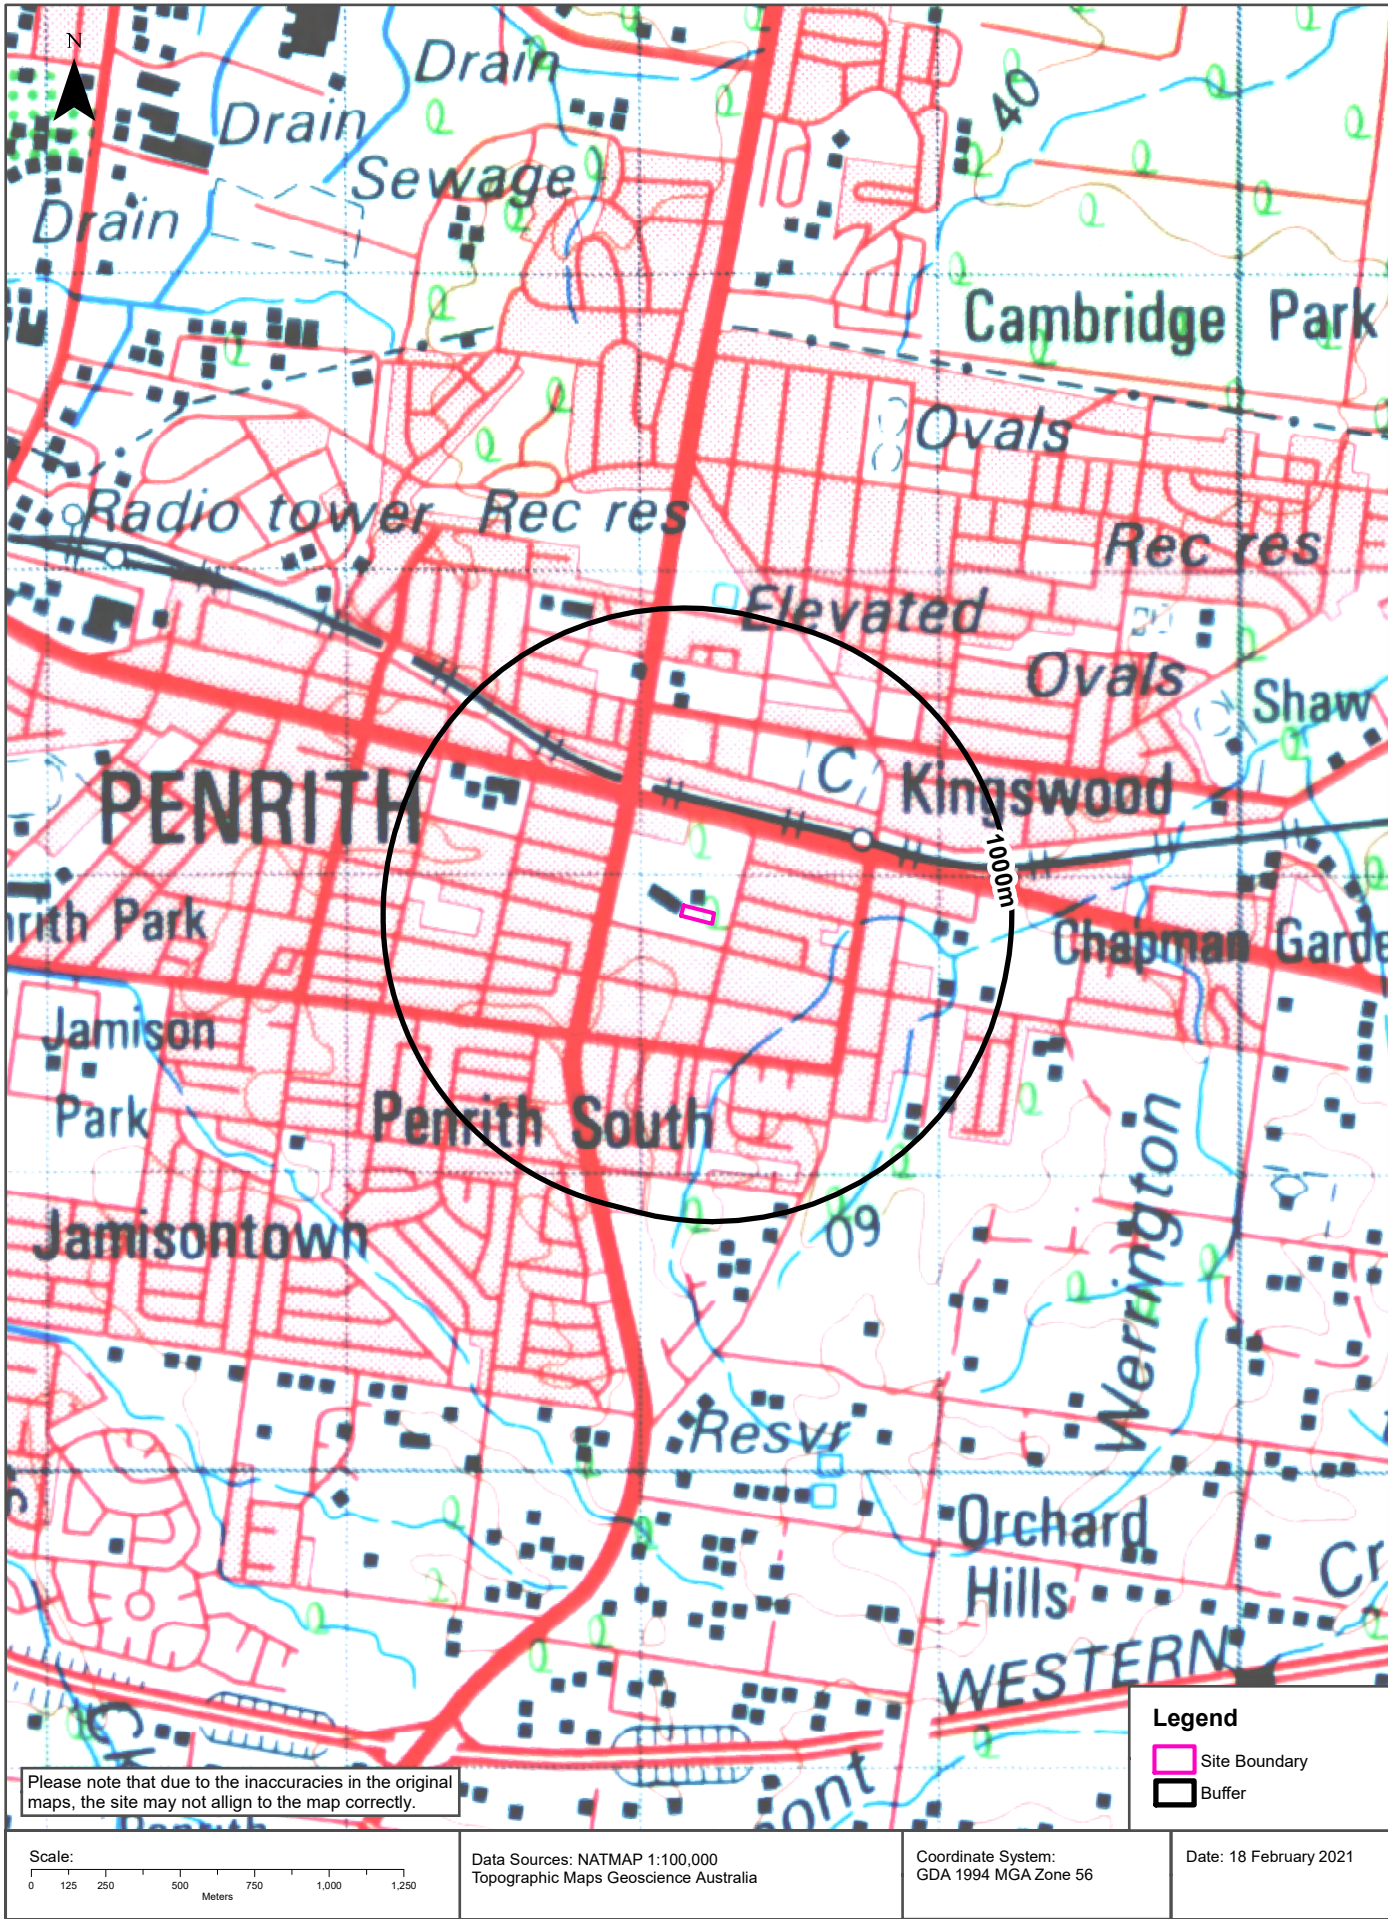 N
Drain
40
Drain
Sewage
Drain
Cambridge Park
Ovals
Radio tower
Rec res
Rec res
Elevated
Ovals
Shaw
C
Kingswood
PENRITH
1000m
nrith Park
Chapman Garde
Jamison
Park
Penrith South
Werrington
09
Jamisontown
Resvr
Orchard
Hills
Cr
WESTERN
Legend
Site Boundary
Buffer
Please note that due to the inaccuracies in the original
maps, the site may not allign to the map correctly.
ont
Penrith
Scale:
0 125 250 500 750 1,000 1,250
Meters
Data Sources: NATMAP 1:100,000
Topographic Maps Geoscience Australia
Coordinate System:
GDA 1994 MGA Zone 56
Date: 18 February 2021